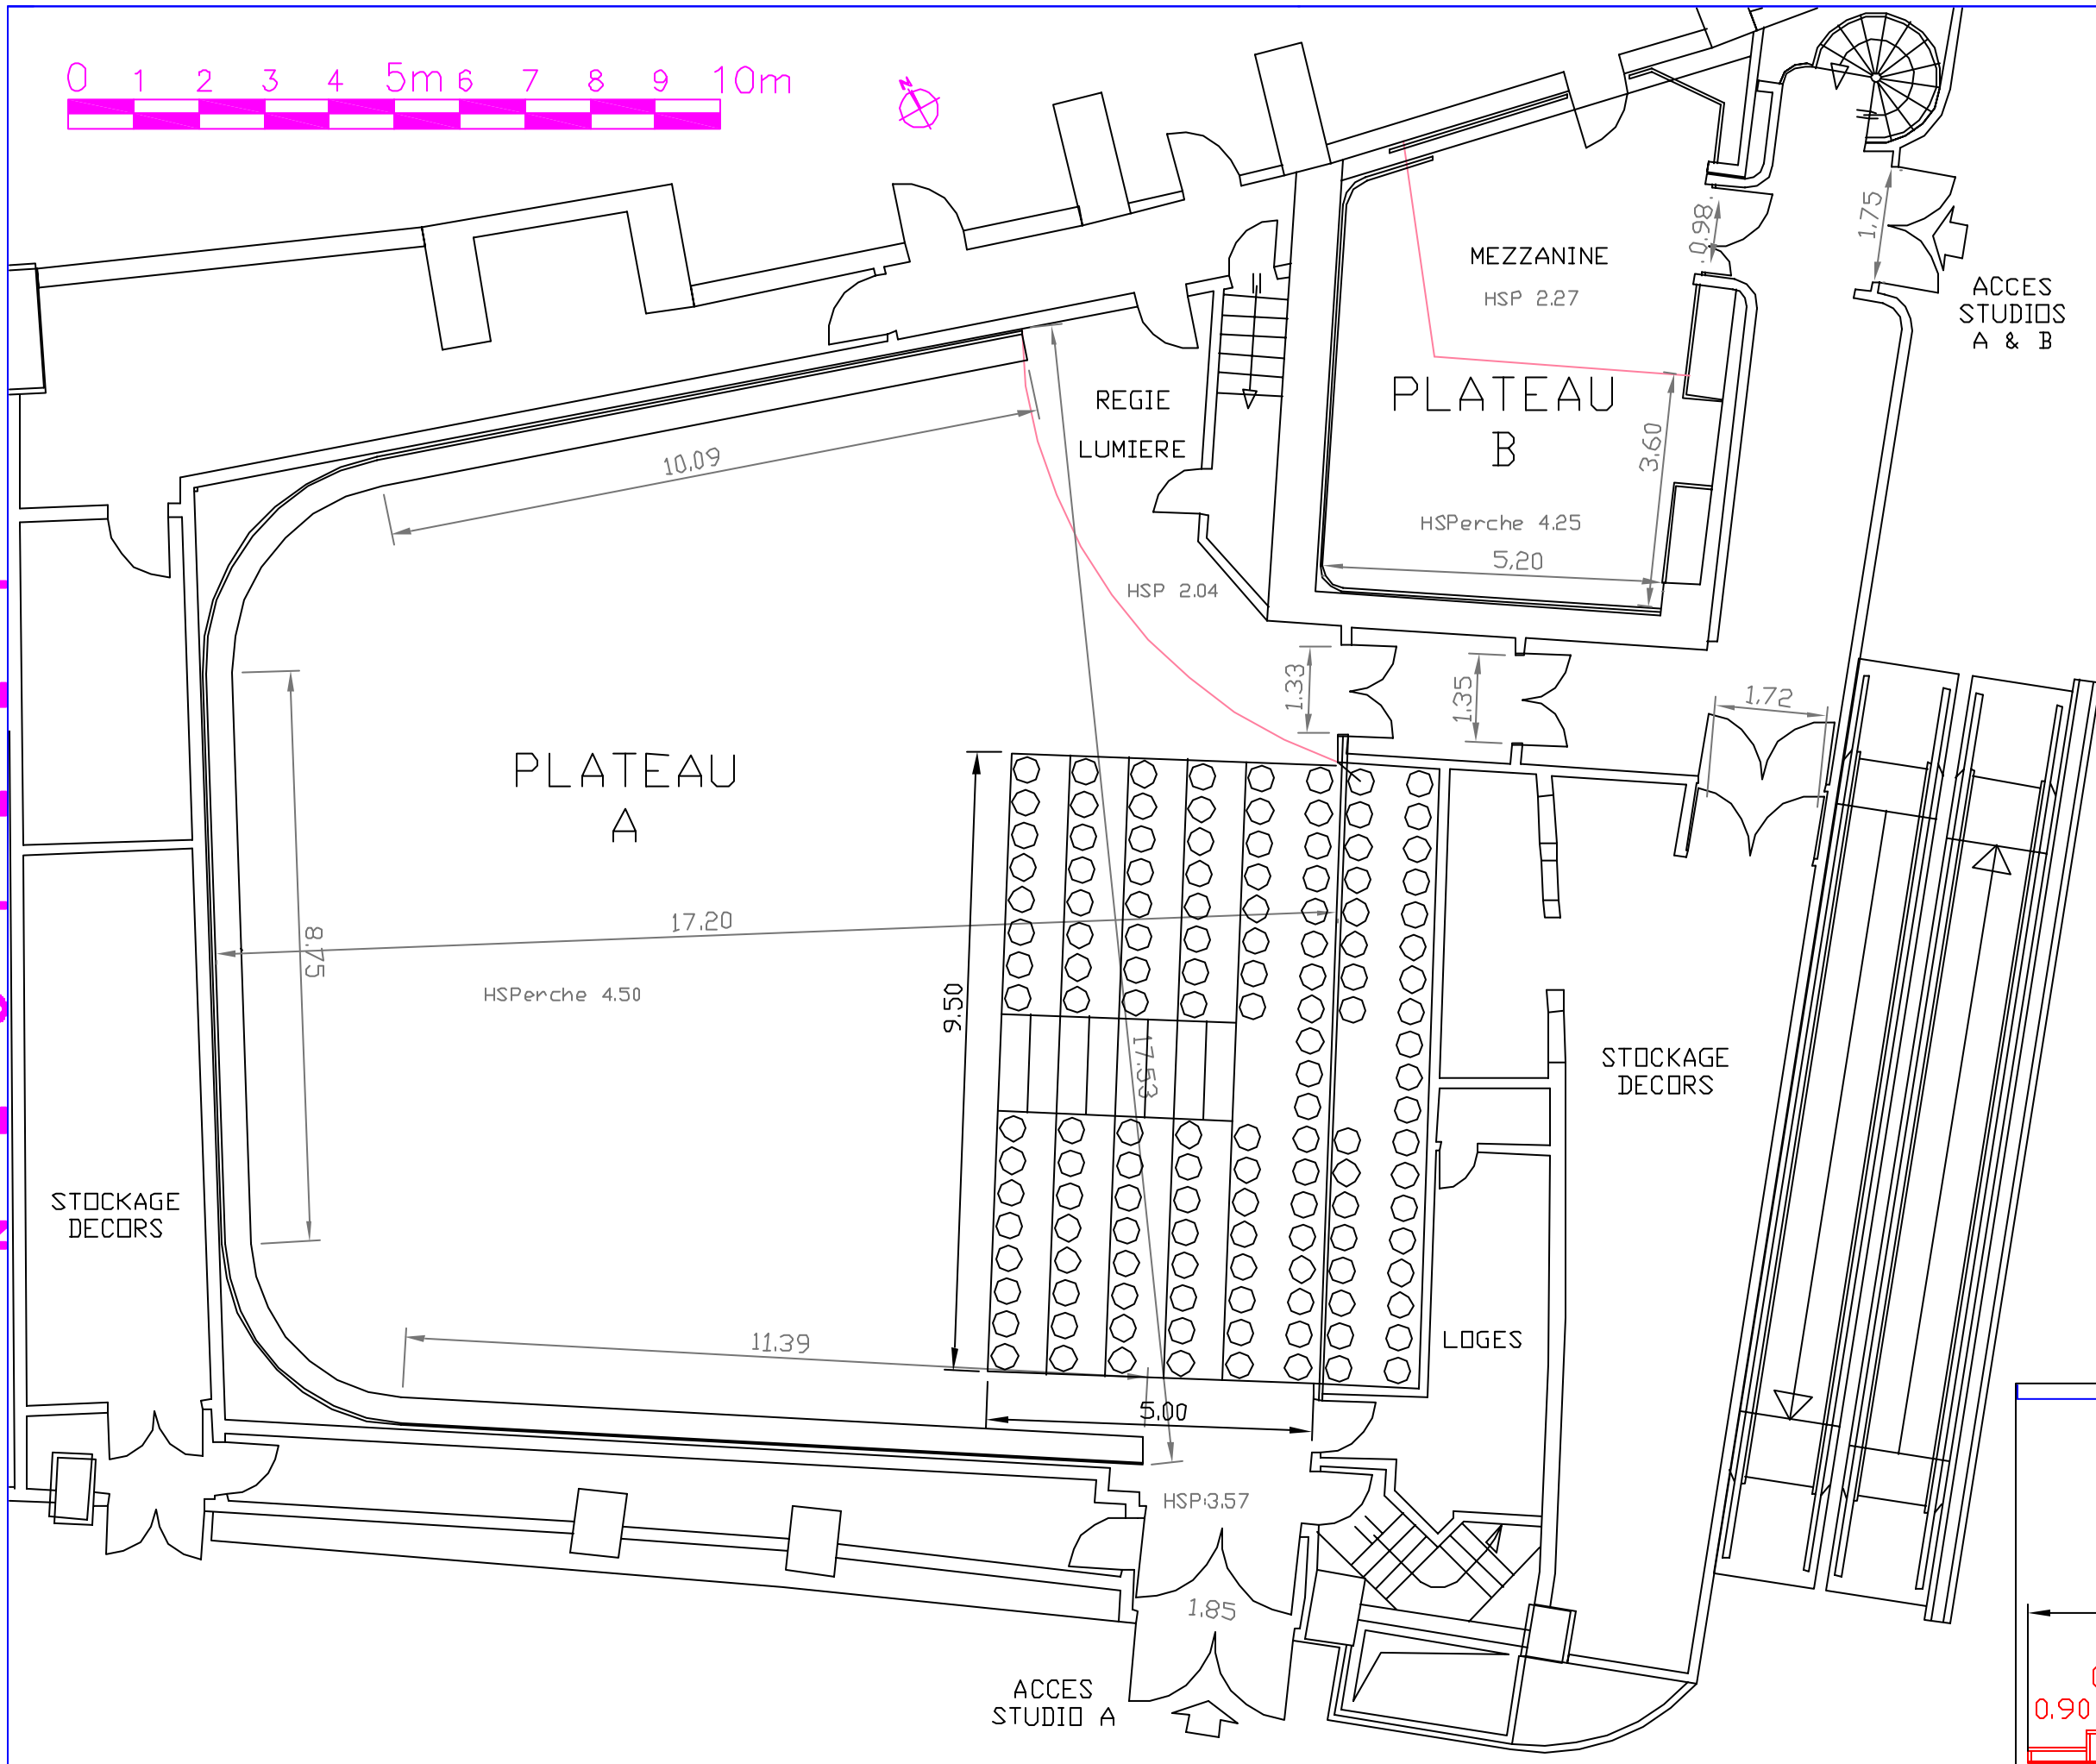 0 1 2 3 4 5m 6 7 8 9 10m
N
1.75
0.98
MEZZANINE
HSP 2.27
ACCES
STUDIOS
A & B
REGIE
LUMIERE
PLATEAU
B
3.60
10.09
HSPerche 4.25
5,20
HSP 2.04
1.33
1.35
1.72
PLATEAU
A
17.20
8.75
HSPerche 4.50
9.50
17.53
STOCKAGE
DECORS
STOCKAGE
DECORS
11.39
LOGES
5.00
HSP:3.57
1.85
ACCES
STUDIO A
0.90